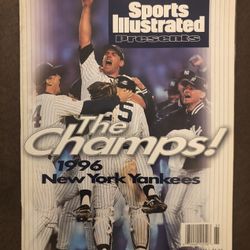 Sports Illustrated
Presents
The
Champs!
1996
New York Yankees